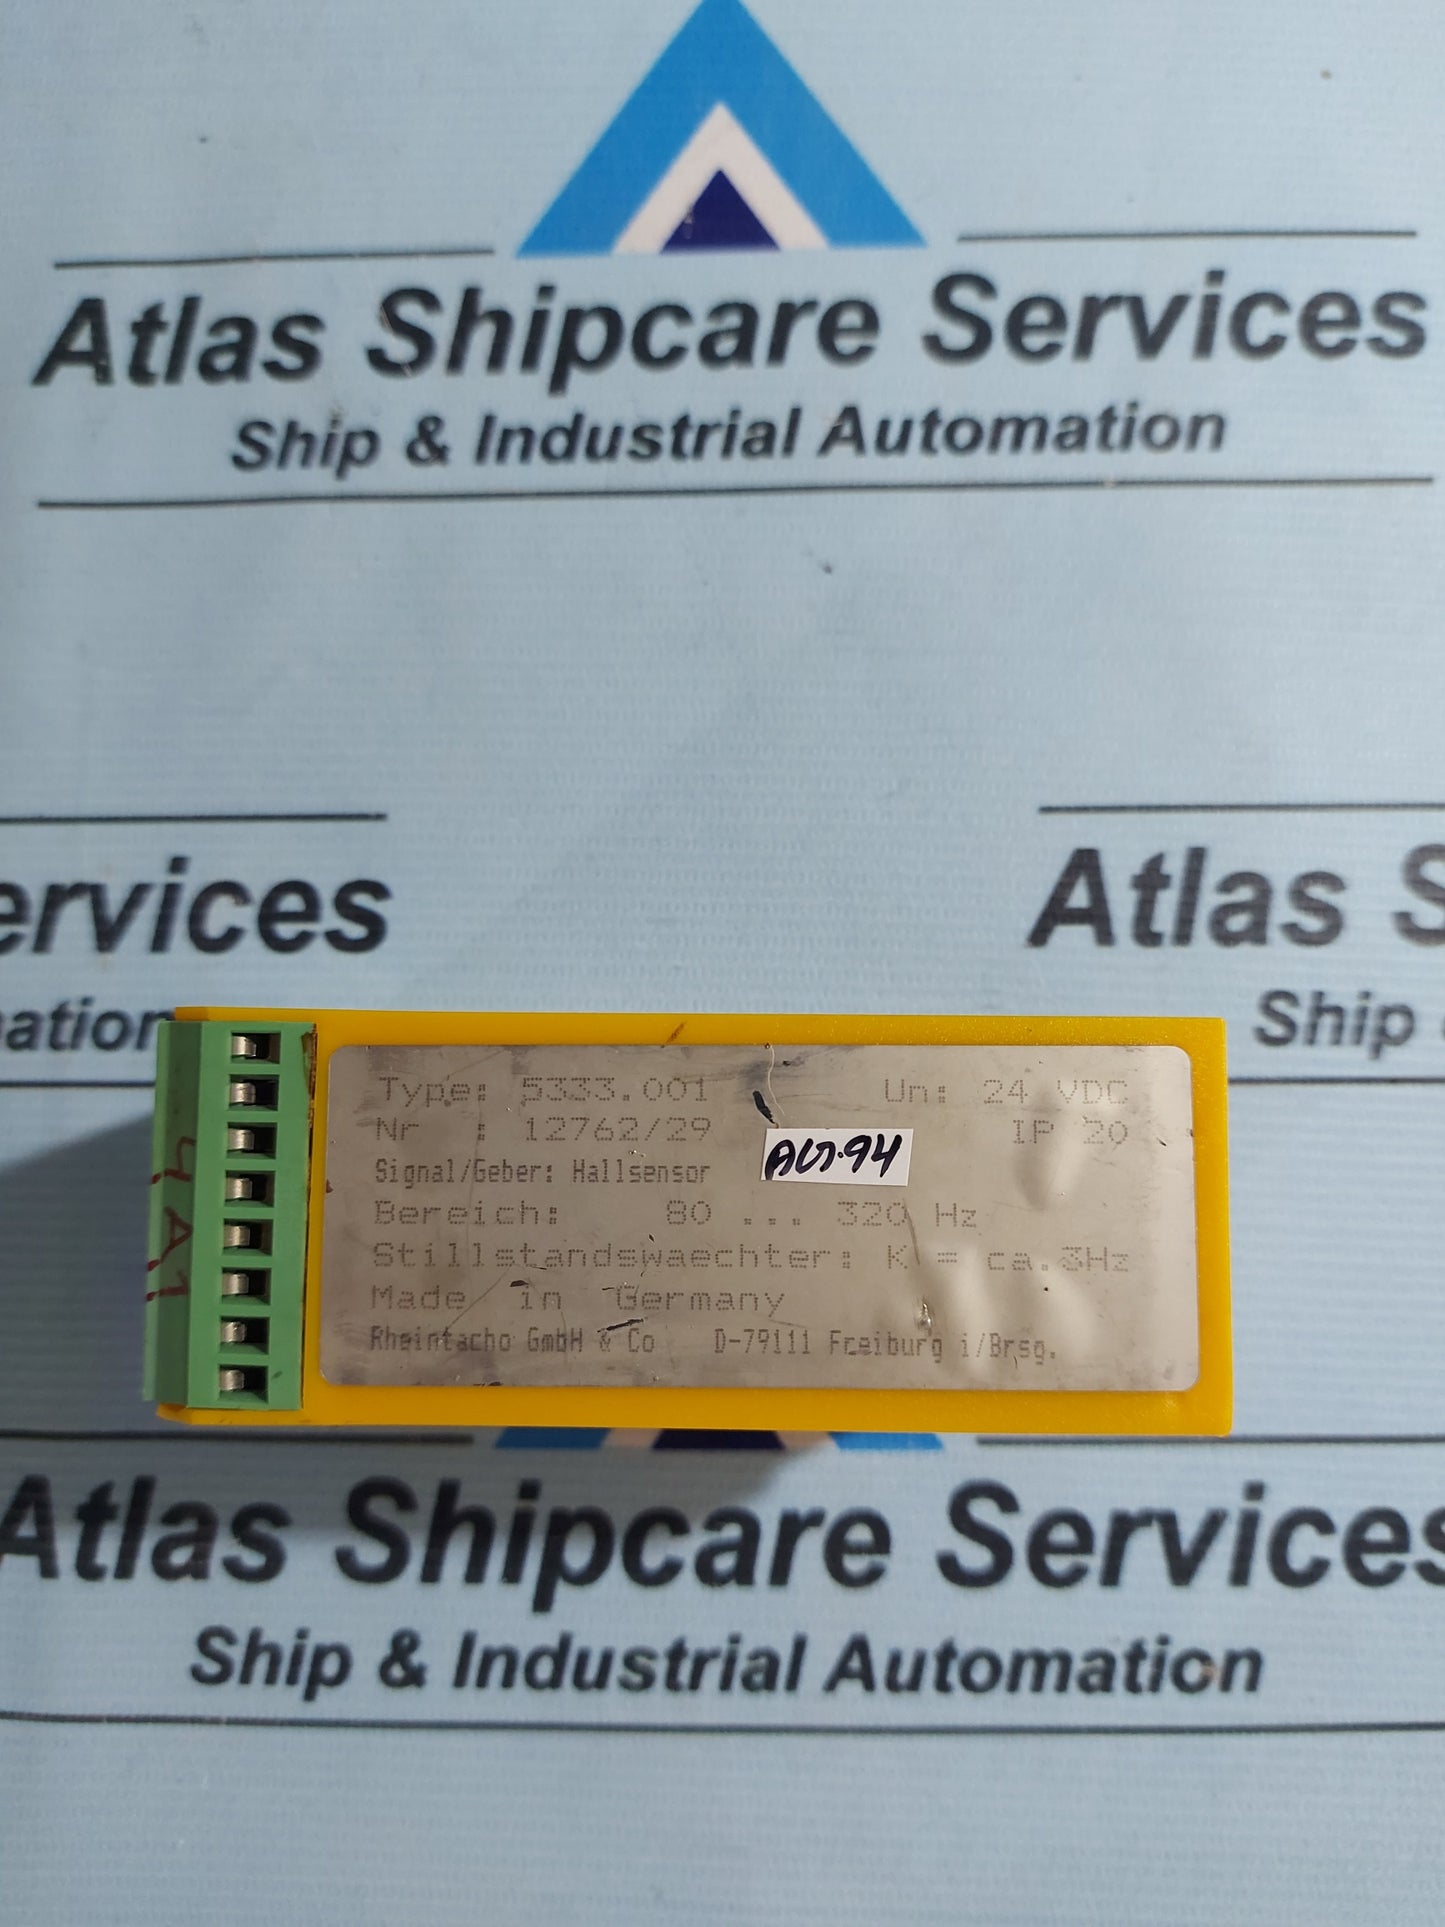 Atlas Shipcare Services
Ship & Industrial Automation
ervices
ation
Atlas S
Ship
Type: 5333.001 Un: 24 VDC
Nr : 12762/29 IP 20
Signal/Geber: Hallsensor
Bereich: 80 ... 320 Hz
Stillstandswaechter: K = ca.3Hz
Made in Germany
Rheintacho GmbH & Co D-79111 Freiburg i/Brsg.
4A1
Atlas Shipcare Services
Ship & Industrial Automation